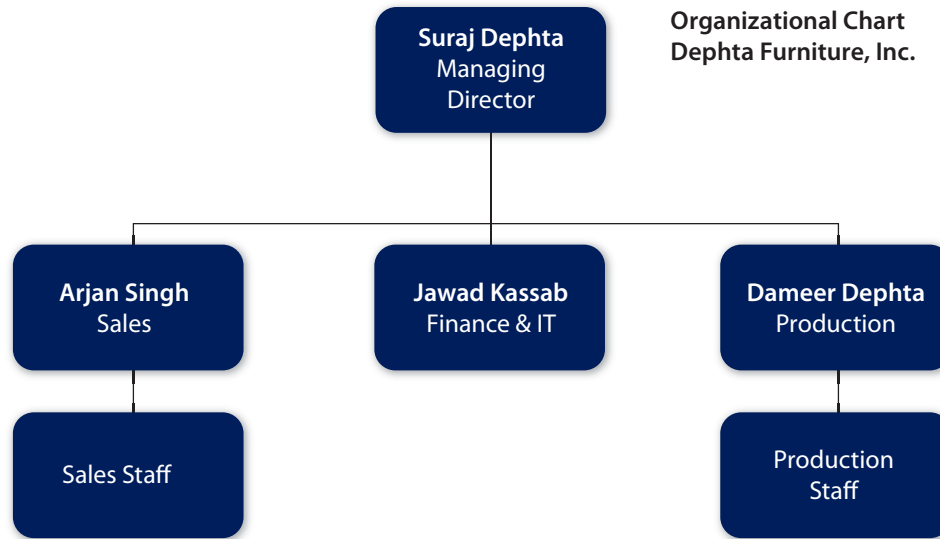 Organizational Chart
Dephta Furniture, Inc.
Suraj Dephta
Managing
Director
Arjan Singh
Sales
Jawad Kassab
Finance & IT
Dameer Dephta
Production
Sales Staff
Production
Staff